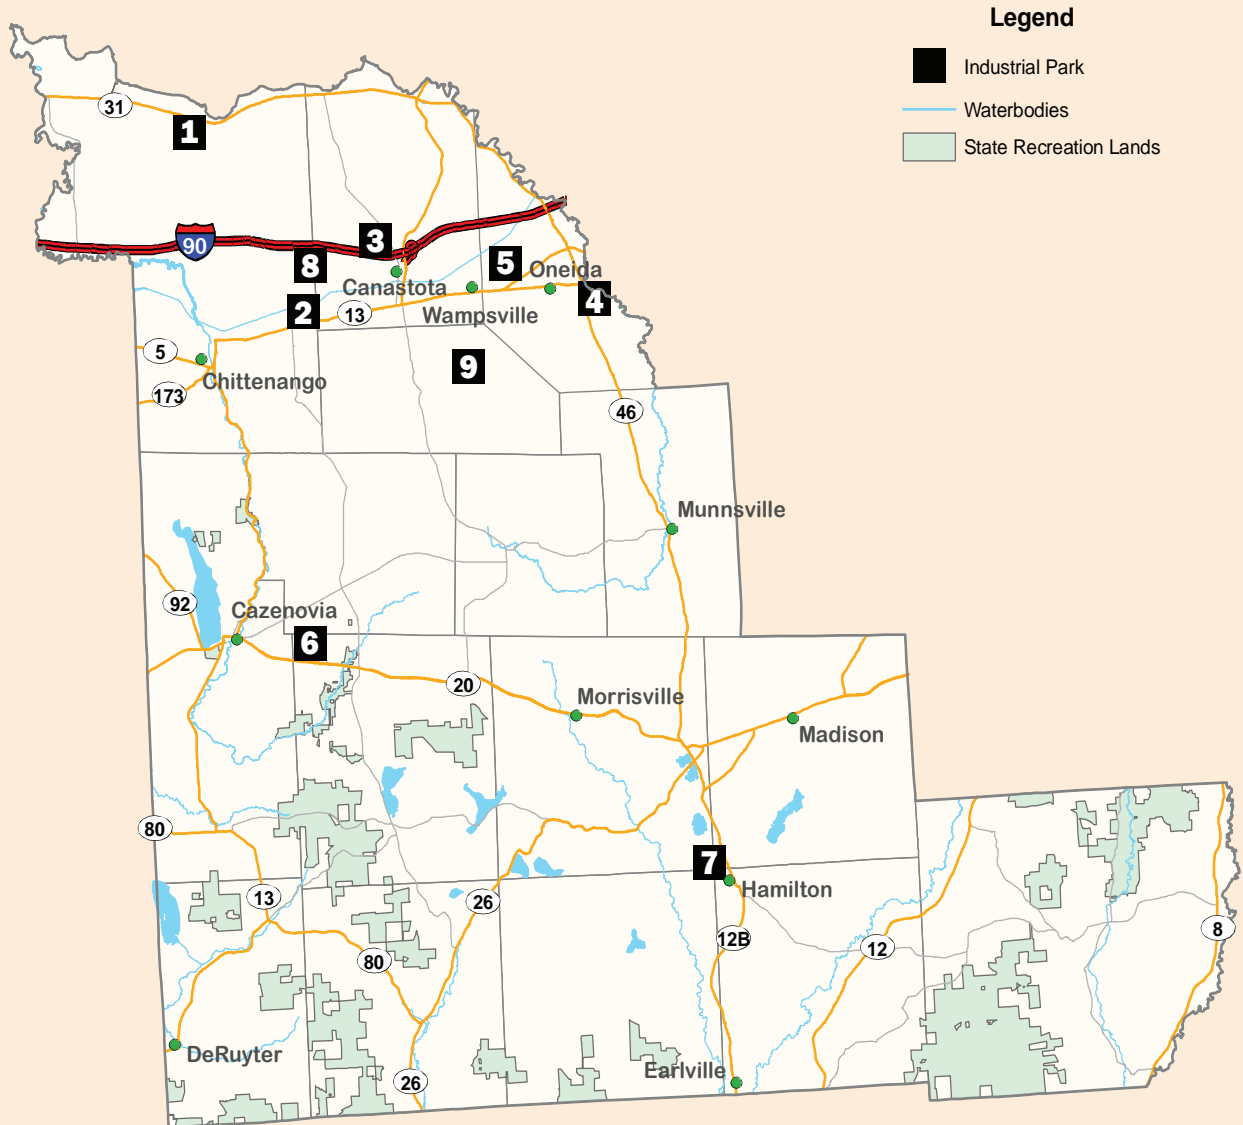 Legend
Industrial Park
Waterbodies
State Recreation Lands
31
1
90
3
8
5
Oneida
Canastota
4
2
13
Wampsville
5
9
Chittenango
173
46
Munnsville
92
Cazenovia
6
20
Morrisville
Madison
80
7
Hamilton
13
26
12B
12
8
80
DeRuyter
Earlville
26